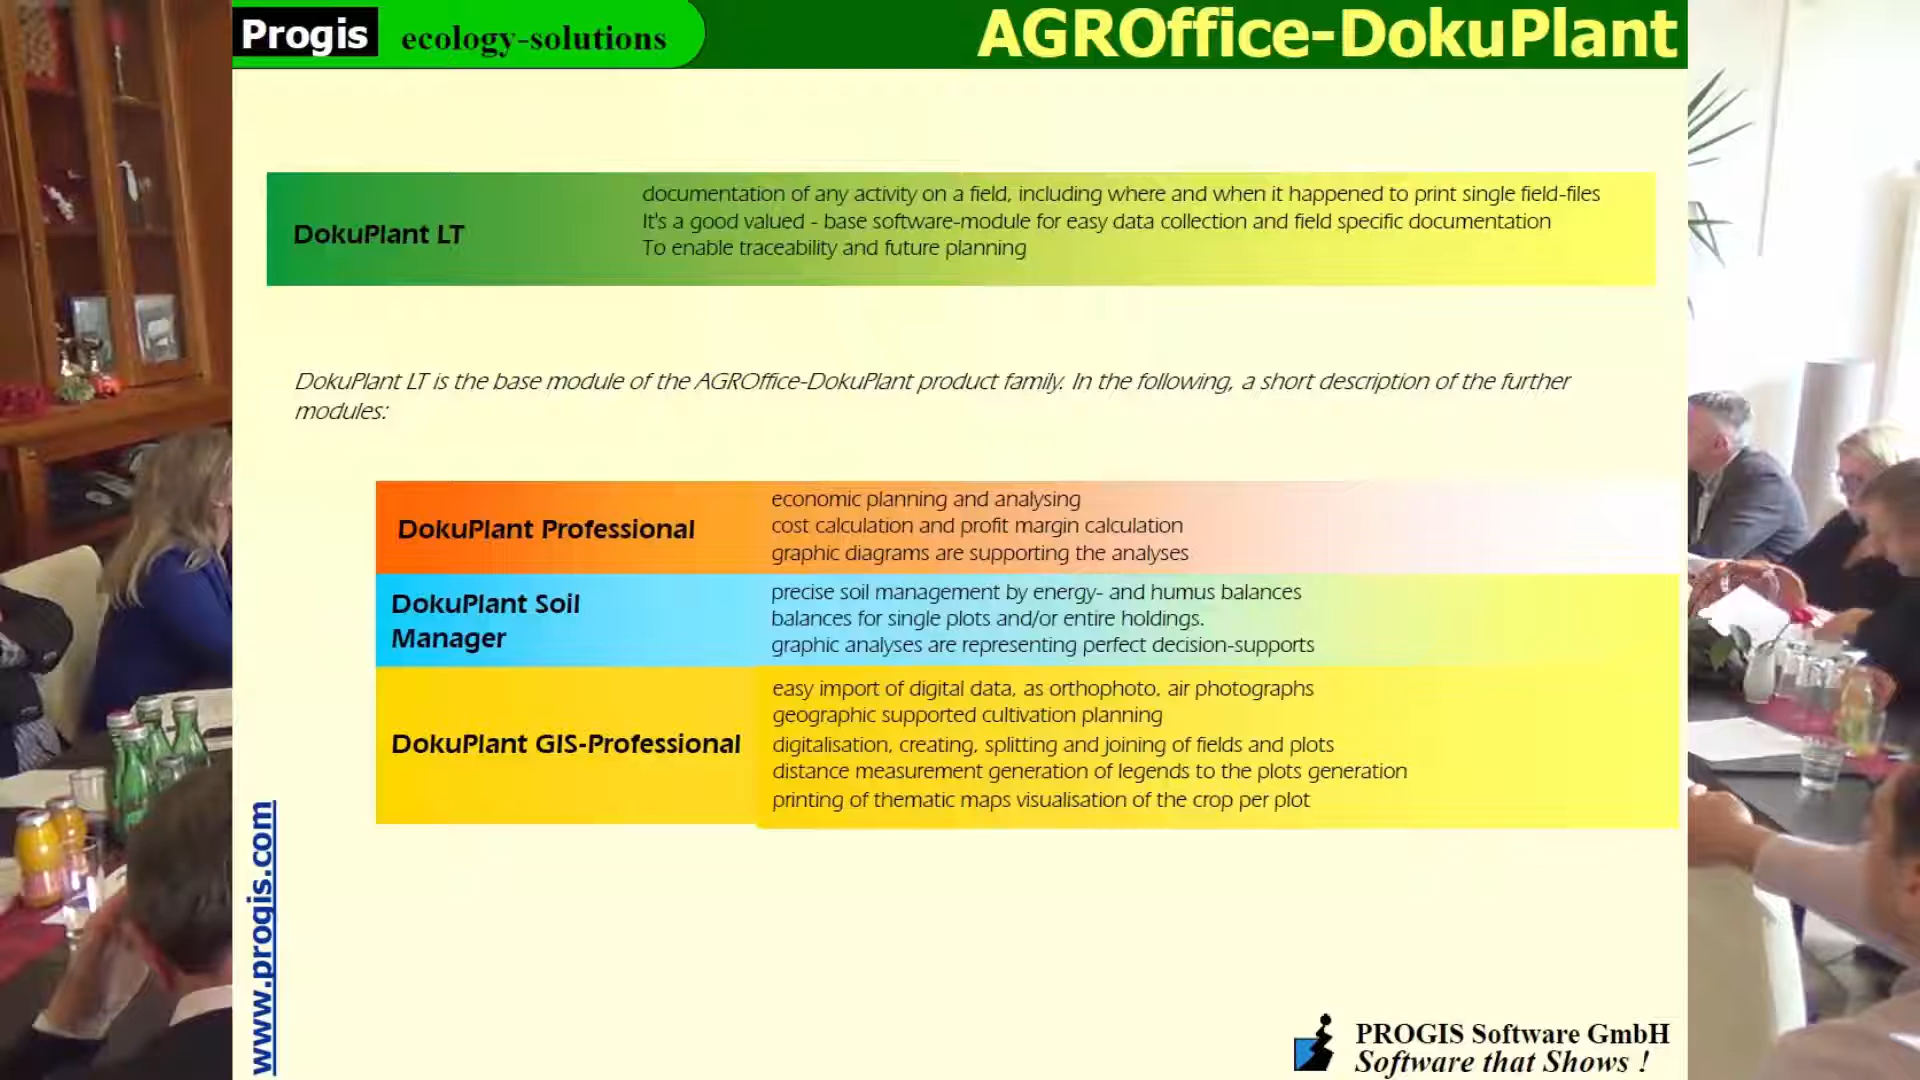 Progis ecology-solutions AGROffice-DokuPlant
DokuPlant LT
documentation of any activity on a field, including where and when it happened to print single field-files
It's a good valued - base software-module for easy data collection and field specific documentation
To enable traceability and future planning
DokuPlant LT is the base module of the AGROffice-DokuPlant product family. In the following, a short description of the further
modules:
DokuPlant Professional
economic planning and analysing
cost calculation and profit margin calculation
graphic diagrams are supporting the analyses
DokuPlant Soil
Manager
precise soil management by energy- and humus balances
balances for single plots and/or entire holdings.
graphic analyses are representing perfect decision-supports
DokuPlant GIS-Professional
easy import of digital data, as orthophoto, air photographs
geographic supported cultivation planning
digitalisation, creating, splitting and joining of fields and plots
distance measurement generation of legends to the plots generation
printing of thematic maps visualisation of the crop per plot
www.progis.com
PROGIS Software GmbH
Software that Shows !